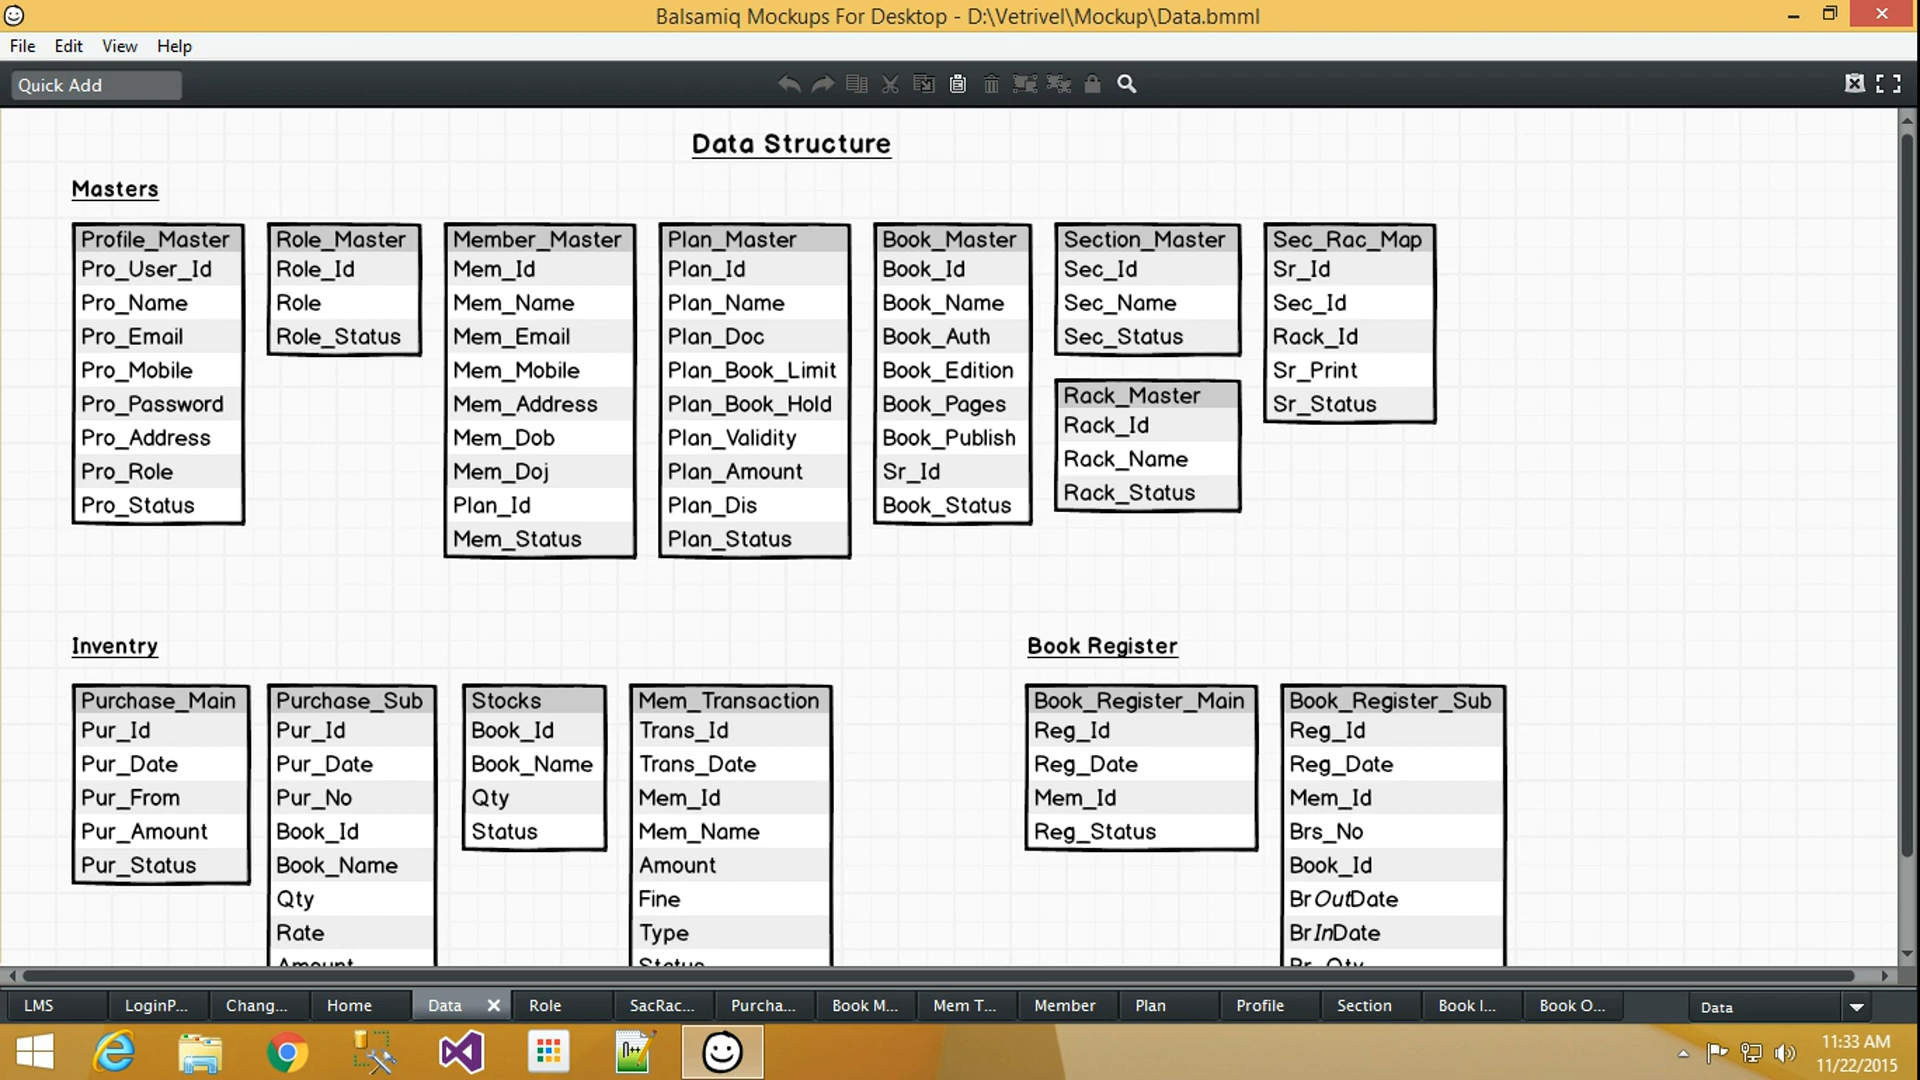 Balsamiq Mockups For Desktop - D:\Vetrivel\Mockup\Data.bmml
File Edit View Help
Quick Add
Data Structure
Masters
Profile_Master
Pro_User_Id
Pro_Name
Pro_Email
Pro_Mobile
Pro_Password
Pro_Address
Pro_Role
Pro_Status
Role_Master
Role_Id
Role
Role_Status
Member_Master
Mem_Id
Mem_Name
Mem_Email
Mem_Mobile
Mem_Address
Mem_Dob
Mem_Doj
Plan_Id
Mem_Status
Plan_Master
Plan_Id
Plan_Name
Plan_Doc
Plan_Book_Limit
Plan_Book_Hold
Plan_Validity
Plan_Amount
Plan_Dis
Plan_Status
Book_Master
Book_Id
Book_Name
Book_Auth
Book_Edition
Book_Pages
Book_Publish
Sr_Id
Book_Status
Section_Master
Sec_Id
Sec_Name
Sec_Status
Rack_Master
Rack_Id
Rack_Name
Rack_Status
Sec_Rac_Map
Sr_Id
Sec_Id
Rack_Id
Sr_Print
Sr_Status
Inventry
Purchase_Main
Pur_Id
Pur_Date
Pur_From
Pur_Amount
Pur_Status
Purchase_Sub
Pur_Id
Pur_Date
Pur_No
Book_Id
Book_Name
Qty
Rate
Amount
Stocks
Book_Id
Book_Name
Qty
Status
Mem_Transaction
Trans_Id
Trans_Date
Mem_Id
Mem_Name
Amount
Fine
Type
Status
Book Register
Book_Register_Main
Reg_Id
Reg_Date
Mem_Id
Reg_Status
Book_Register_Sub
Reg_Id
Reg_Date
Mem_Id
Brs_No
Book_Id
BrOutDate
BrInDate
Br_Qty
LMS LoginP... Chang... Home Data Role SacRac... Purcha... Book M... Mem T... Member Plan Profile Section Book I... Book O... Data
11:33 AM
11/22/2015